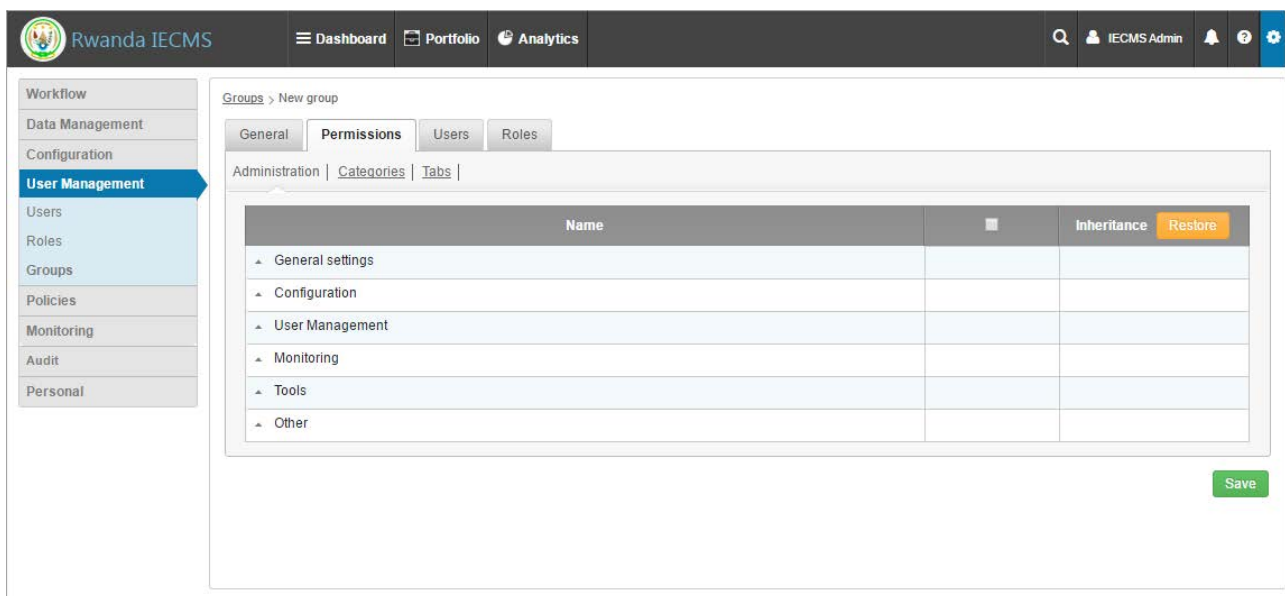 Rwanda IECMS Dashboard Portfolio Analytics IECMS Admin
Workflow
Data Management
Configuration
User Management
Users
Roles
Groups
Policies
Monitoring
Audit
Personal
Groups > New group
General Permissions Users Roles
Administration | Categories | Tabs |
Name Inheritance Restore
General settings
Configuration
User Management
Monitoring
Tools
Other
Save